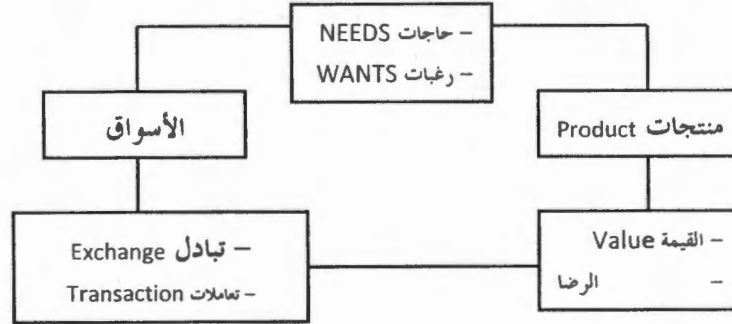 – حاجات NEEDS
– رغبات WANTS
منتجات Product
الأسواق
– القيمة Value
– الرضا
– تبادل Exchange
– تعاملات Transaction